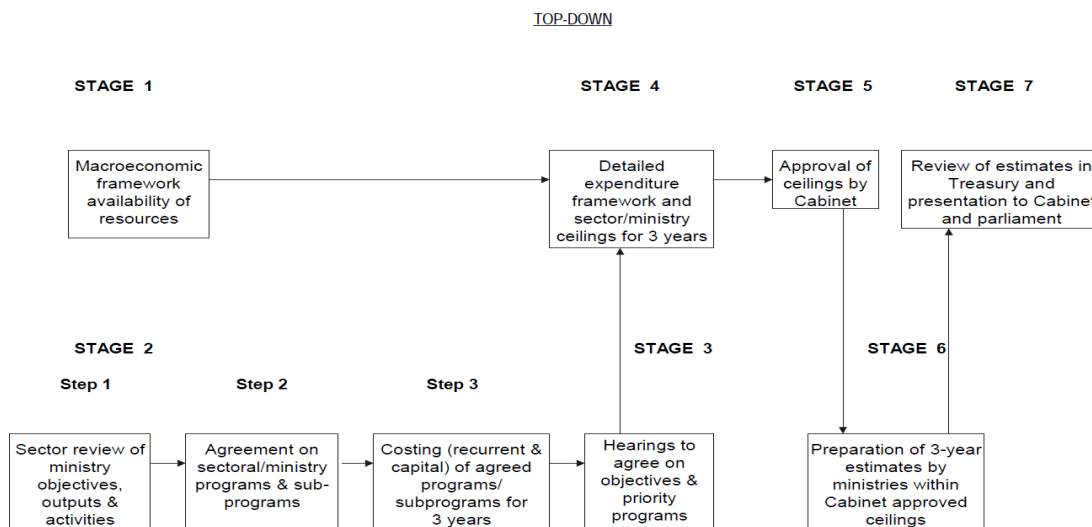 TOP-DOWN
STAGE 1
STAGE 4
STAGE 5
STAGE 7
Macroeconomic
framework
availability of
resources
Detailed
expenditure
framework and
sector/ministry
ceilings for 3 years
Approval of
ceilings by
Cabinet
Review of estimates in
Treasury and
presentation to Cabinet
and parliament
STAGE 2
STAGE 3
STAGE 6
Step 1
Step 2
Step 3
Sector review of
ministry
objectives,
outputs &
activities
Agreement on
sectoral/ministry
programs & sub-
programs
Costing (recurrent &
capital) of agreed
programs/
subprograms for
3 years
Hearings to
agree on
objectives &
priority
programs
Preparation of 3-year
estimates by
ministries within
Cabinet approved
ceilings